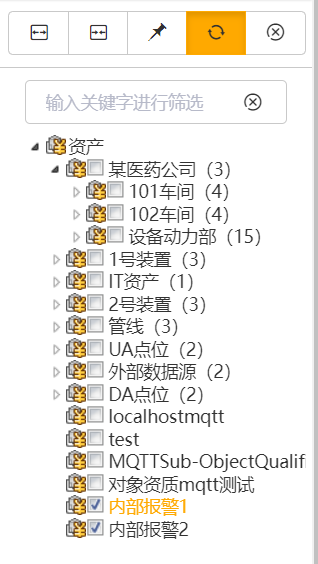 输入关键字进行筛选
资产
某医药公司（3）
101车间（4）
102车间（4）
设备动力部（15）
1号装置（3）
IT资产（1）
2号装置（3）
管线（3）
UA点位（2）
外部数据源（2）
DA点位（2）
localhostmqtt
test
MQTTSub-ObjectQualifi
对象资质mqtt测试
内部报警1
内部报警2